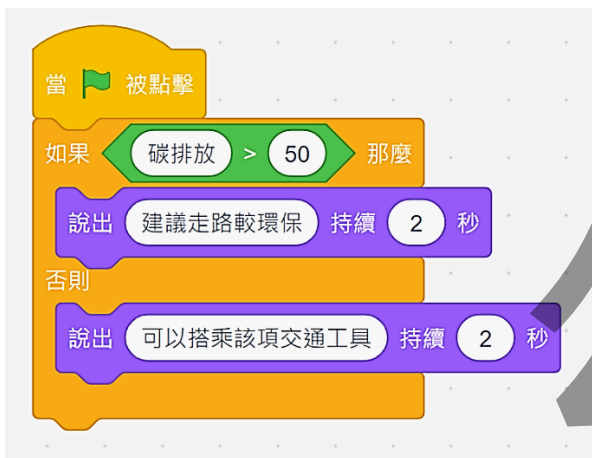 當 被點擊
如果 碳排放 > 50 那麼
說出 建議走路較環保 持續 2 秒
否則
說出 可以搭乘該項交通工具 持續 2 秒